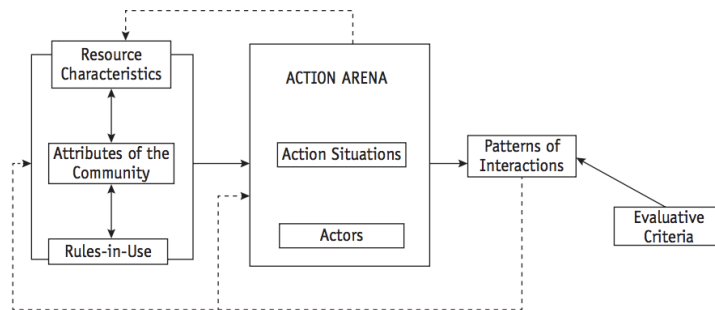 Resource
Characteristics
Attributes of the
Community
Rules-in-Use
ACTION ARENA
Action Situations
Actors
Patterns of
Interactions
Evaluative
Criteria